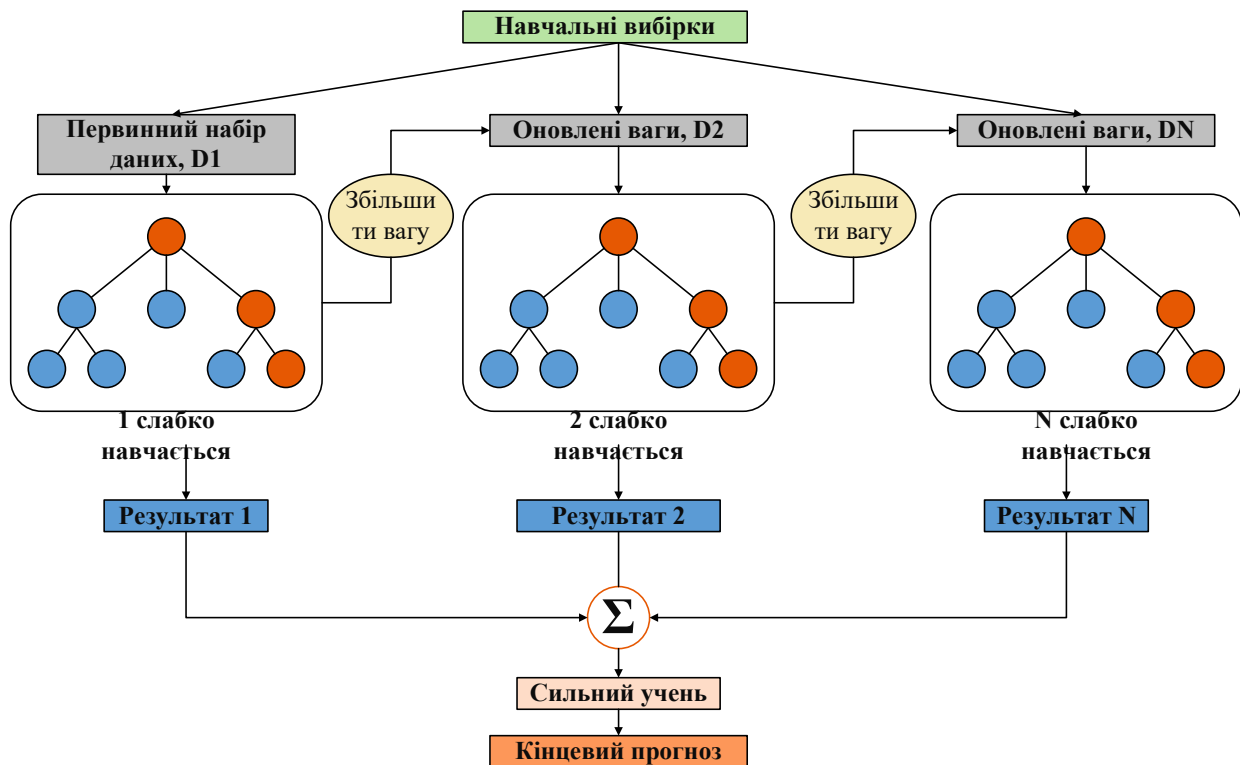 Навчальні вибірки
Первинний набір
даних, D1
Оновлені ваги, D2
Оновлені ваги, DN
Збільши
ти вагу
Збільши
ти вагу
1 слабко
навчається
2 слабко
навчається
N слабко
навчається
Результат 1
Результат 2
Результат N
Σ
Сильний учень
Кінцевий прогноз